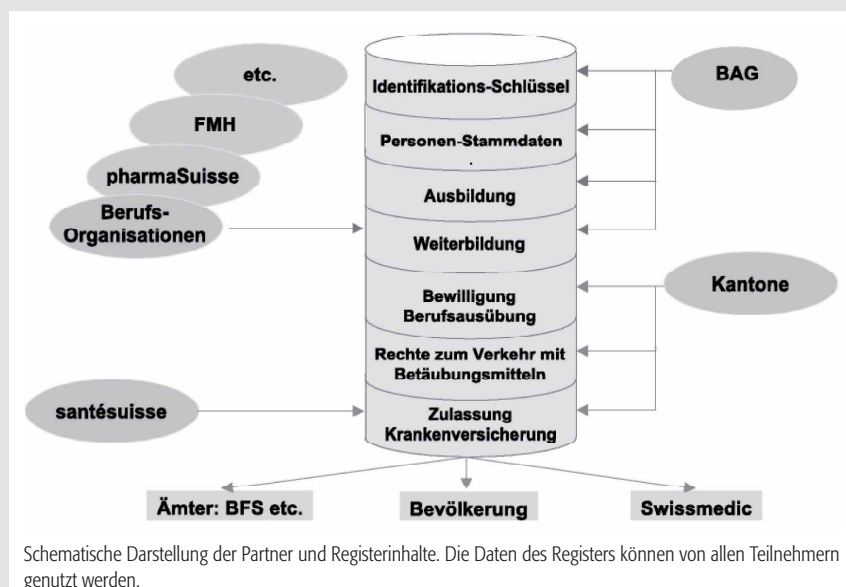 etc.
FMH
pharmaSuisse
Berufs-
Organisationen
santésuisse
Identifikations-Schlüssel
Personen-Stammdaten
.
Ausbildung
Weiterbildung
Bewilligung
Berufsausübung
Rechte zum Verkehr mit
Betäubungsmitteln
Zulassung
Krankenversicherung
BAG
Kantone
Ämter: BFS etc.
Bevölkerung
Swissmedic
Schematische Darstellung der Partner und Registerinhalte. Die Daten des Registers können von allen Teilnehmern
genutzt werden.